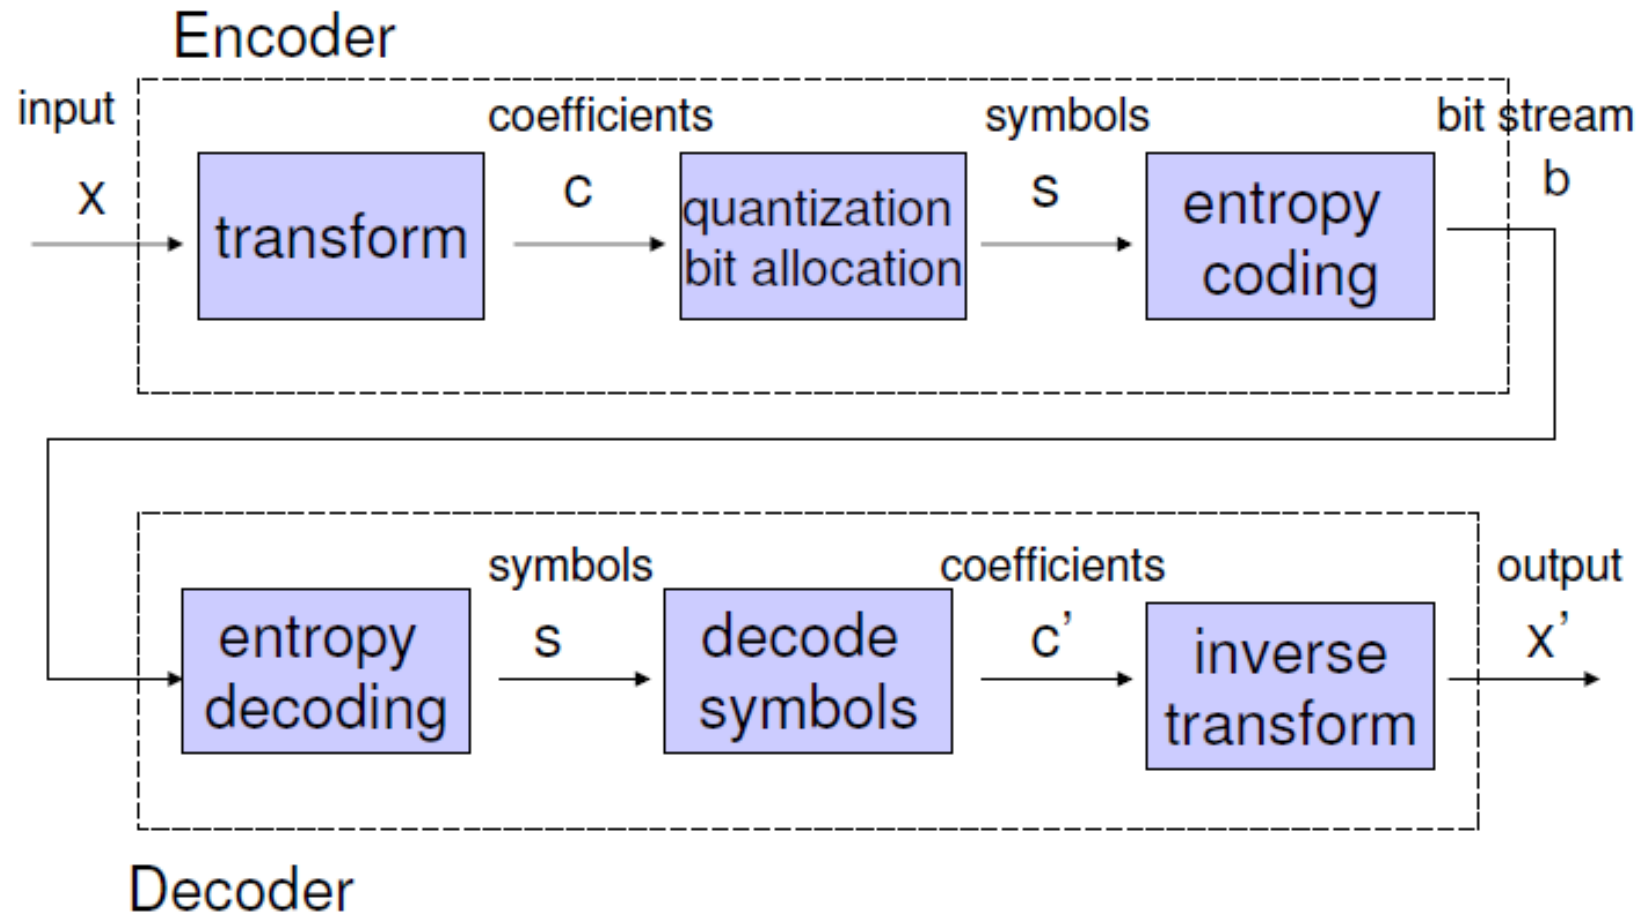 Encoder
input
coefficients
symbols
bit stream
x
c
s
b
transform
quantization
bit allocation
entropy
coding
symbols
coefficients
output
s
c'
x'
entropy
decoding
decode
symbols
inverse
transform
Decoder